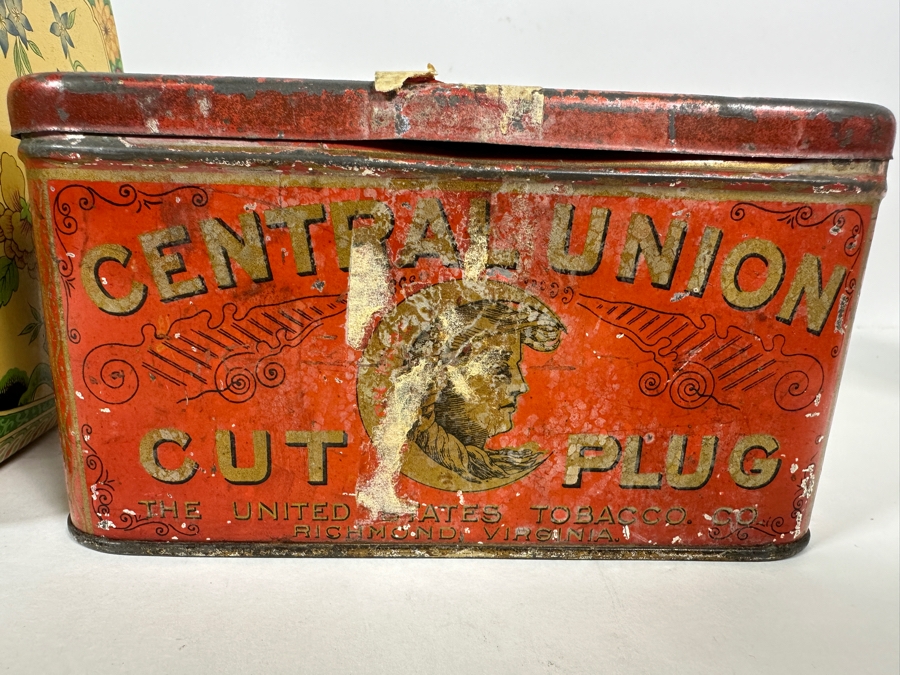 CENTRAL UNION
CUT PLUG
THE UNITED STATES TOBACCO CO.
RICHMOND, VIRGINIA.